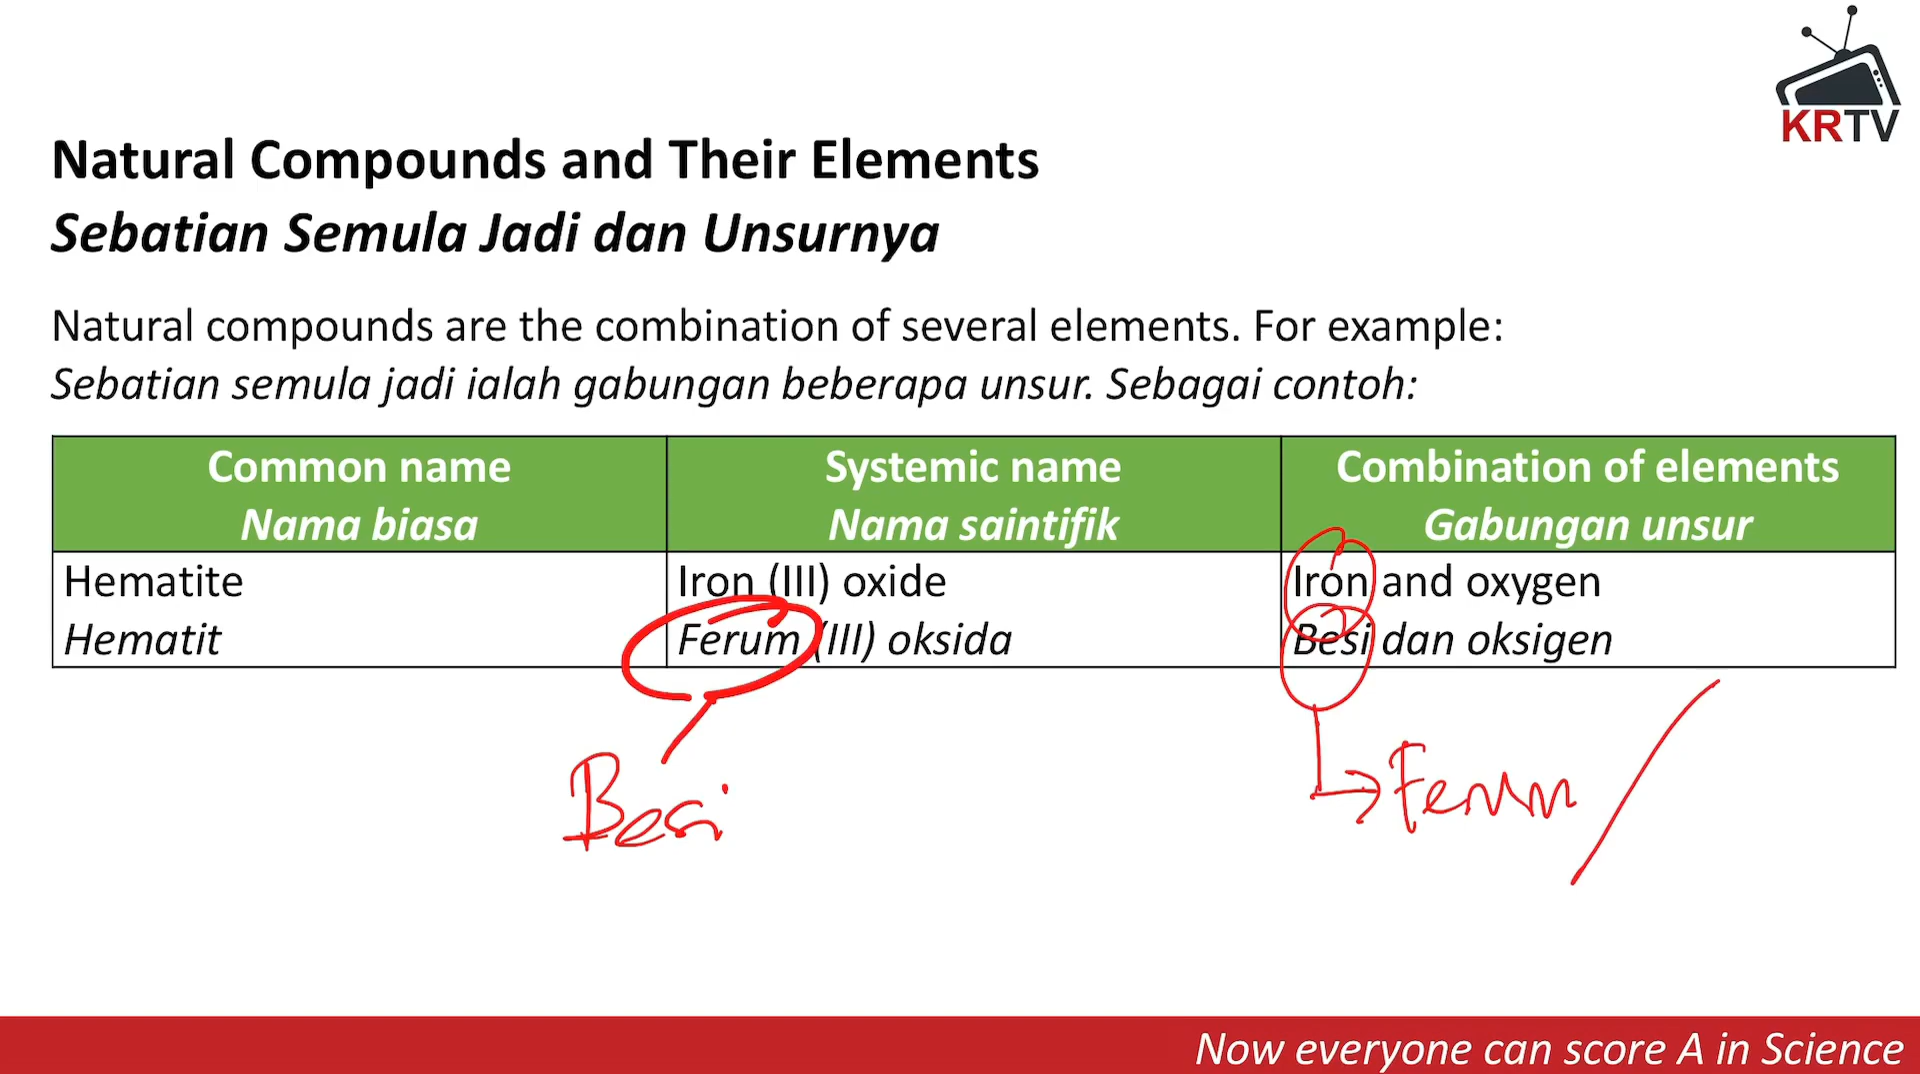 KRTV
Natural Compounds and Their Elements
Sebatian Semula Jadi dan Unsurnya
Natural compounds are the combination of several elements. For example:
Sebatian semula jadi ialah gabungan beberapa unsur. Sebagai contoh:
Common name
Nama biasa
Systemic name
Nama saintifik
Combination of elements
Gabungan unsur
Hematite
Hematit
Iron (III) oxide
Ferum (III) oksida
Iron and oxygen
Besi dan oksigen
Besi
Ferum
Now everyone can score A in Science